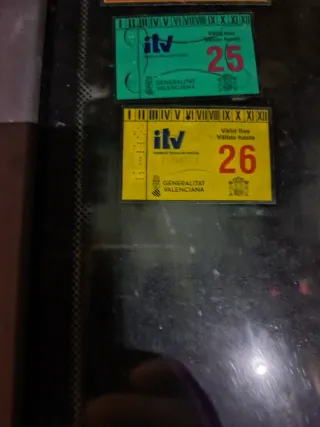 I II III IV V VI VII VIII IX X XI XII
itv
Vàlid fins
Válido hasta
25
GENERALITAT
VALENCIANA
I II III IV V VII VIII IX X XI XII
itv
Vàlid fins
Válido hasta
26
GENERALITAT
VALENCIANA